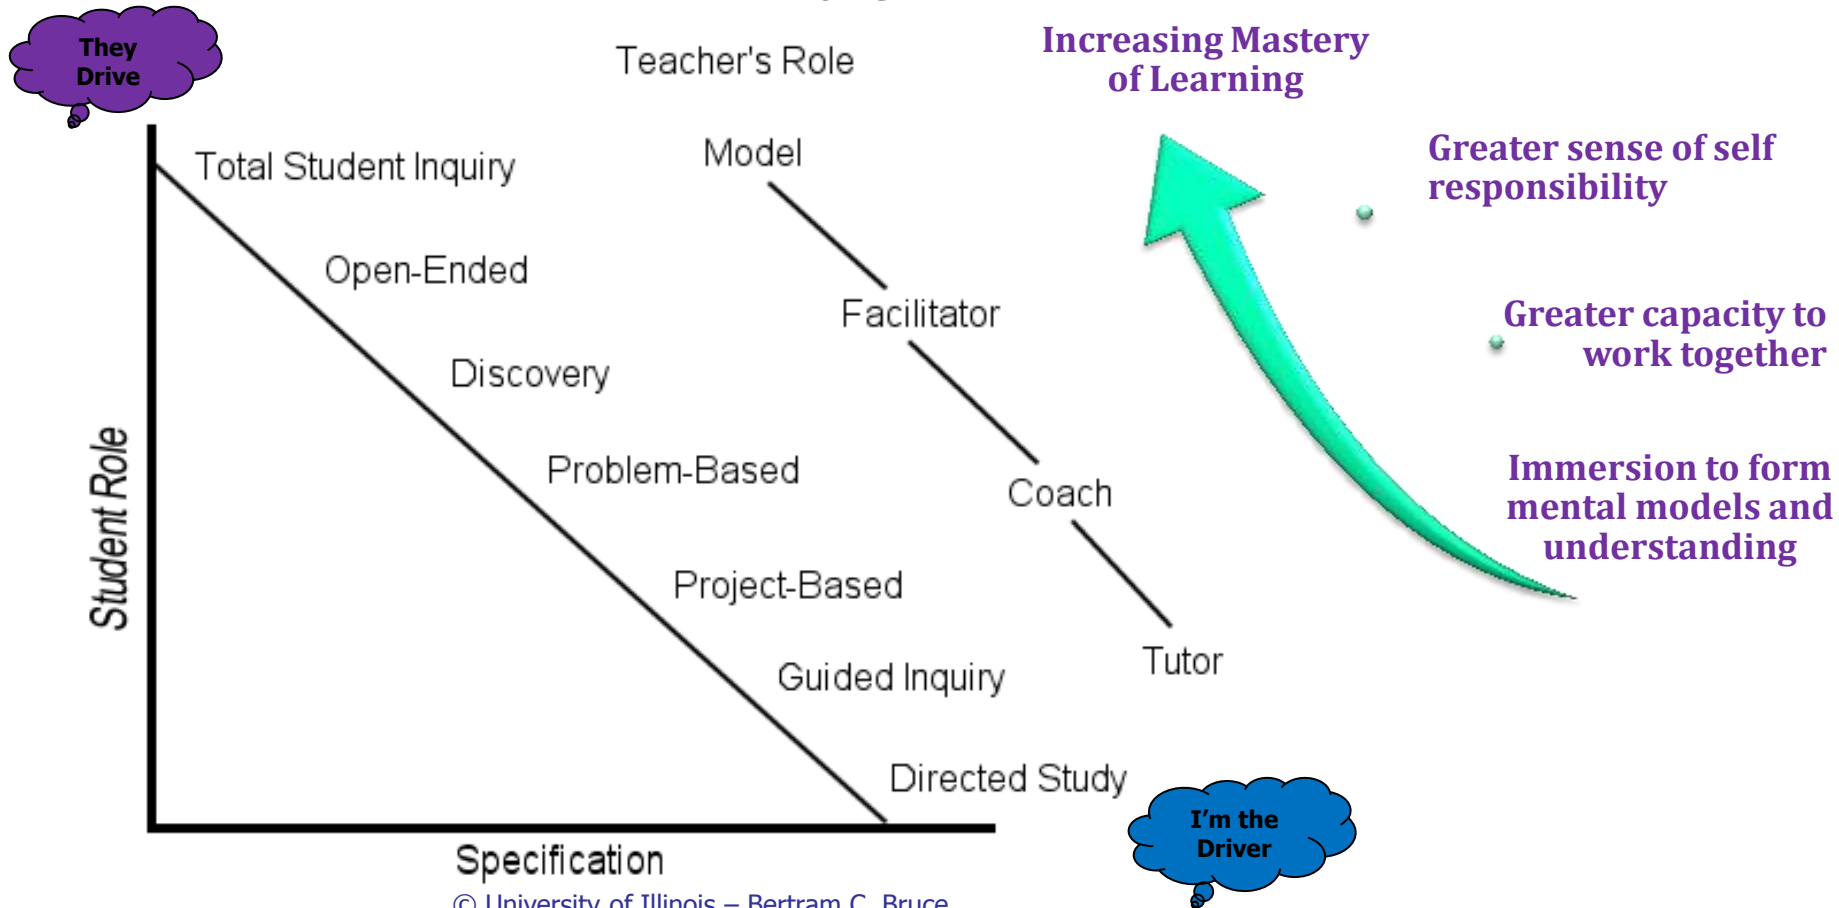 They
Drive
Teacher's Role
Increasing Mastery
of Learning
Total Student Inquiry
Model
Greater sense of self
responsibility
Open-Ended
Facilitator
Greater capacity to
work together
Discovery
Problem-Based
Coach
Immersion to form
mental models and
understanding
Student Role
Project-Based
Tutor
Guided Inquiry
Directed Study
I'm the
Driver
Specification
© University of Illinois – Bertram C. Bruce